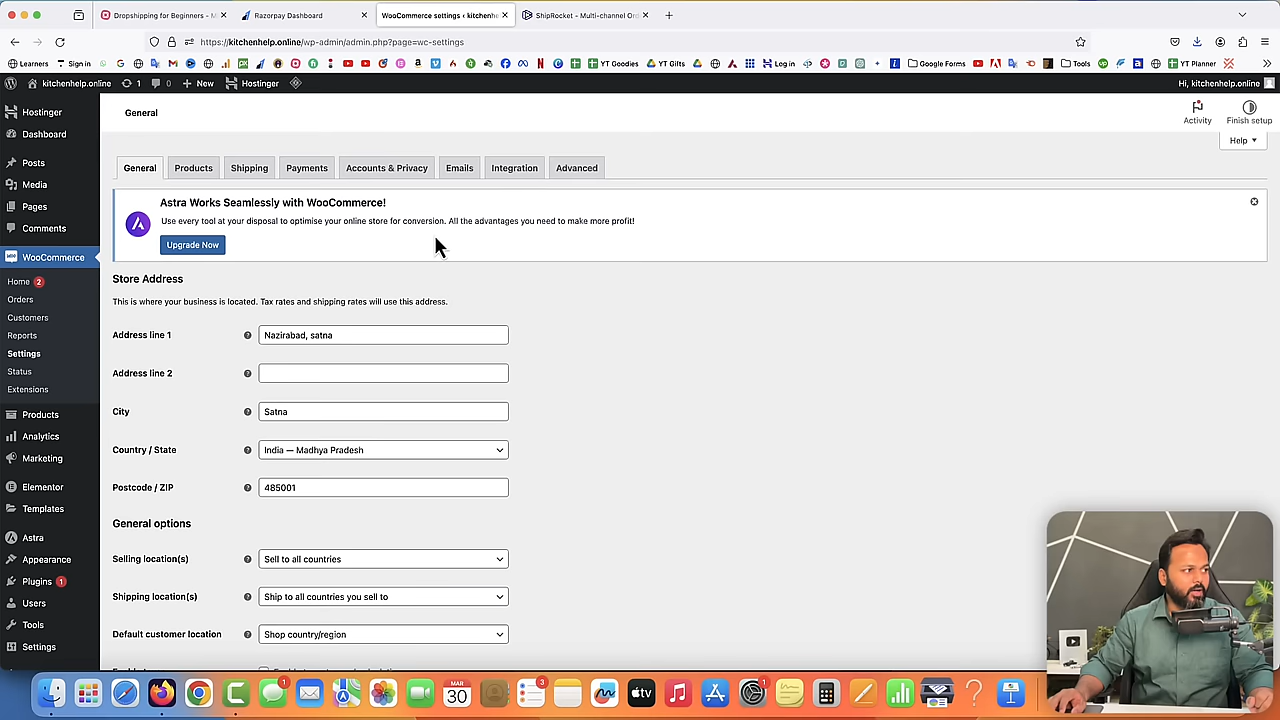 Dropshipping for Beginners - M
Razorpay Dashboard
WooCommerce settings ‹ kitchenhe
ShipRocket - Multi-channel Ord
https://kitchenhelp.online/wp-admin/admin.php?page=wc-settings
Learners
Sign in
YT Goodies
YT Gifts
Log in
Google Forms
Tools
YT Planner
kitchenhelp.online
1
0
New
Hostinger
Hi, kitchenhelp.online
Hostinger
Dashboard
Posts
Media
Pages
Comments
WooCommerce
Home 2
Orders
Customers
Reports
Settings
Status
Extensions
Products
Analytics
Marketing
Elementor
Templates
Astra
Appearance
Plugins 1
Users
Tools
Settings
General
Activity
Finish setup
Help
General
Products
Shipping
Payments
Accounts & Privacy
Emails
Integration
Advanced
Astra Works Seamlessly with WooCommerce!
Use every tool at your disposal to optimise your online store for conversion. All the advantages you need to make more profit!
Upgrade Now
Store Address
This is where your business is located. Tax rates and shipping rates will use this address.
Address line 1
Nazirabad, satna
Address line 2
City
Satna
Country / State
India — Madhya Pradesh
Postcode / ZIP
485001
General options
Selling location(s)
Sell to all countries
Shipping location(s)
Ship to all countries you sell to
Default customer location
Shop country/region
1
MAR
30
3
tv
1